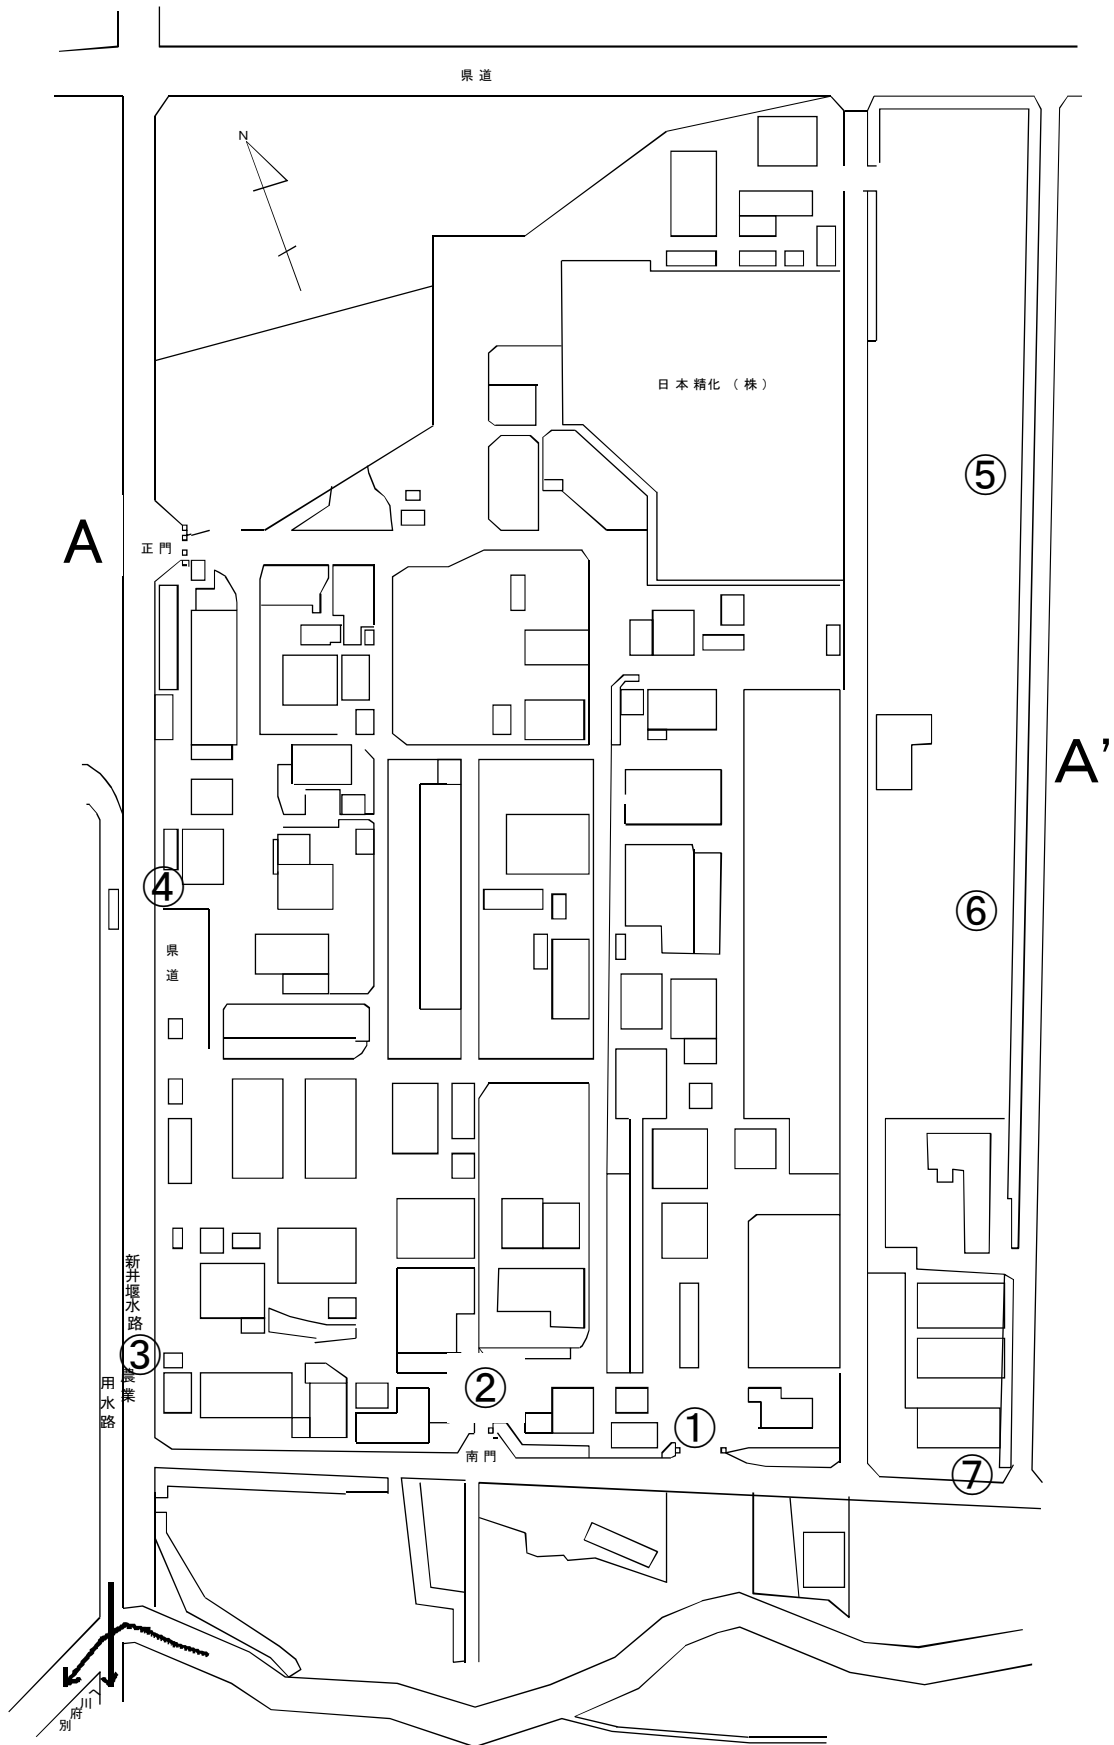 県道
N
日本精化（株）
⑤
A
正門
A’
④
⑥
県
道
新井堰水路
③
農業
用水路
②
①
南門
⑦
別府川へ